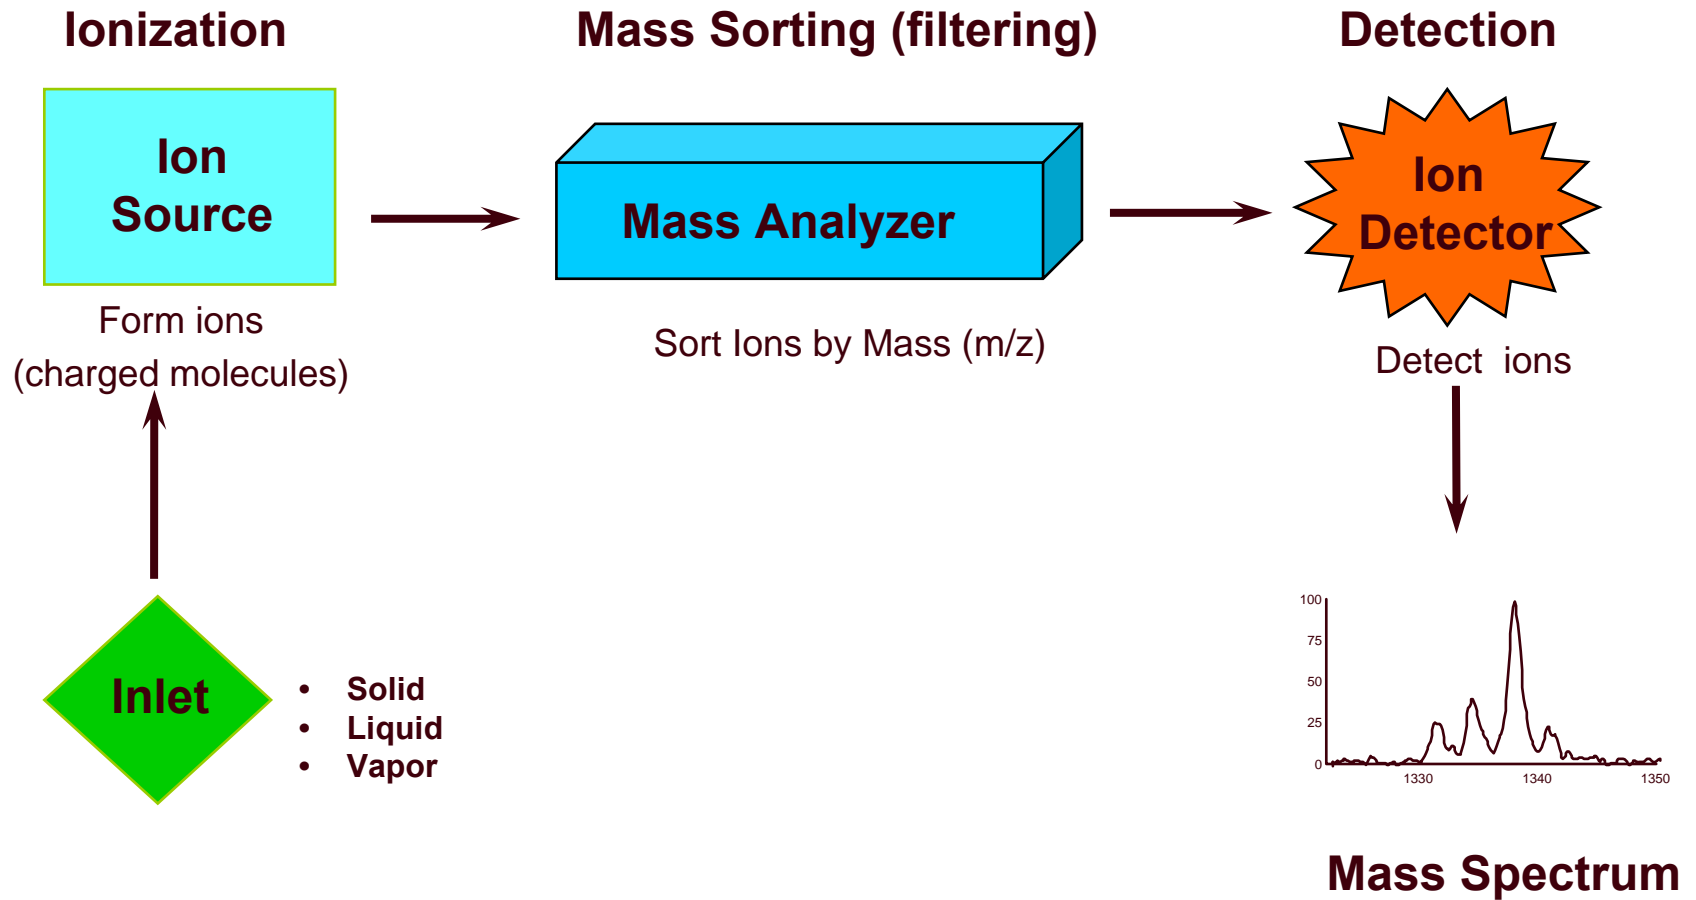 Ionization
Mass Sorting (filtering)
Detection
Ion
Source
Mass Analyzer
Ion
Detector
Form ions
(charged molecules)
Sort Ions by Mass (m/z)
Detect ions
Inlet
• Solid
• Liquid
• Vapor
100
75
50
25
0
1330 1340 1350
Mass Spectrum